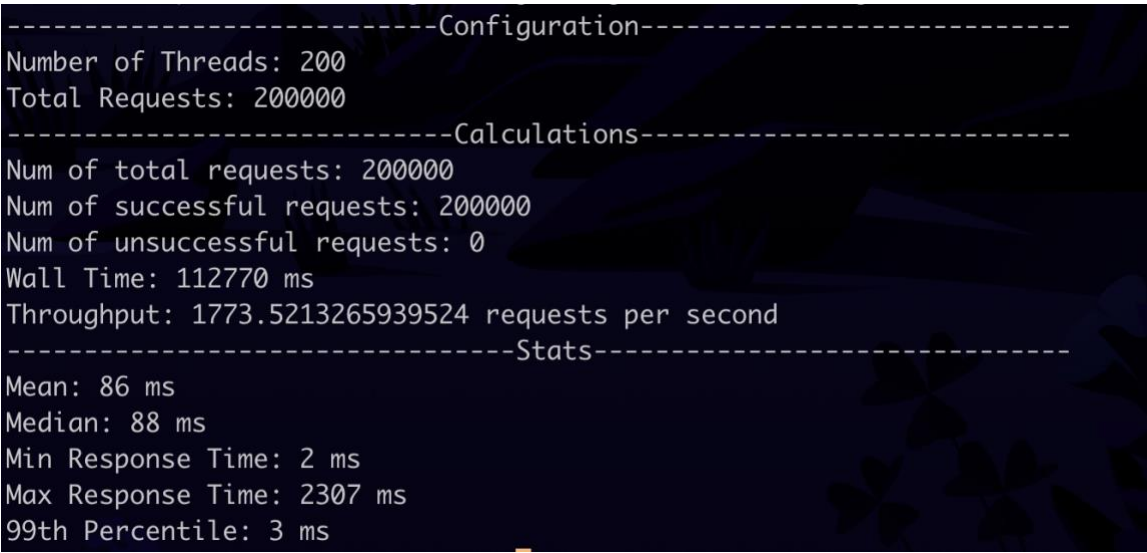 ----------------------------Configuration----------------------------
Number of Threads: 200
Total Requests: 200000
-----------------------------Calculations----------------------------
Num of total requests: 200000
Num of successful requests: 200000
Num of unsuccessful requests: 0
Wall Time: 112770 ms
Throughput: 1773.5213265939524 requests per second
---------------------------------Stats-------------------------------
Mean: 86 ms
Median: 88 ms
Min Response Time: 2 ms
Max Response Time: 2307 ms
99th Percentile: 3 ms